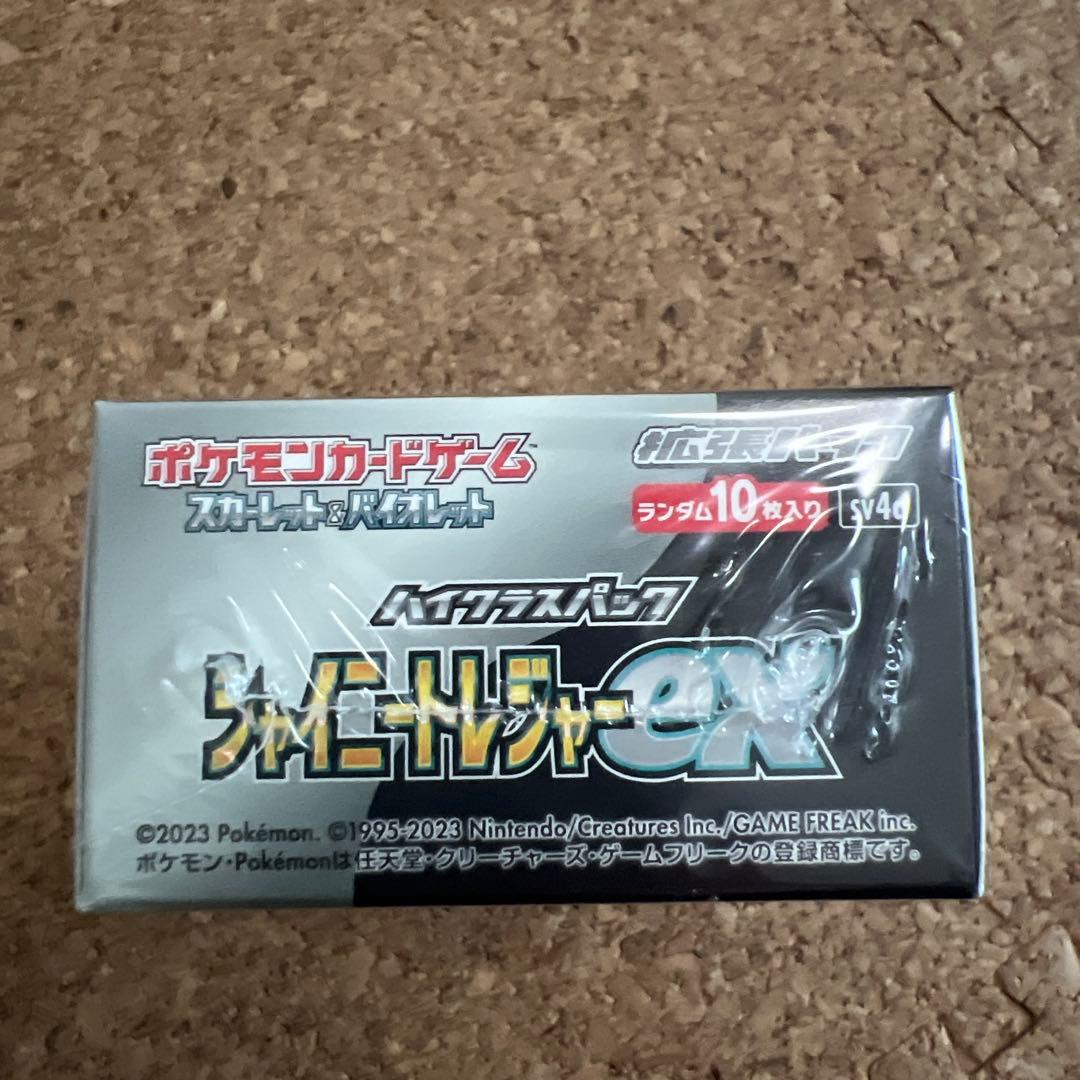 ポケモンカードゲーム™
スカーレット&バイオレット
拡張パック
ランダム10枚入り
ハイクラスパック
シャイニートレジャーex
©2023 Pokémon. ©1995-2023 Nintendo/Creatures Inc./GAME FREAK inc.
ポケモン・Pokémonは任天堂・クリーチャーズ・ゲームフリークの登録商標です。